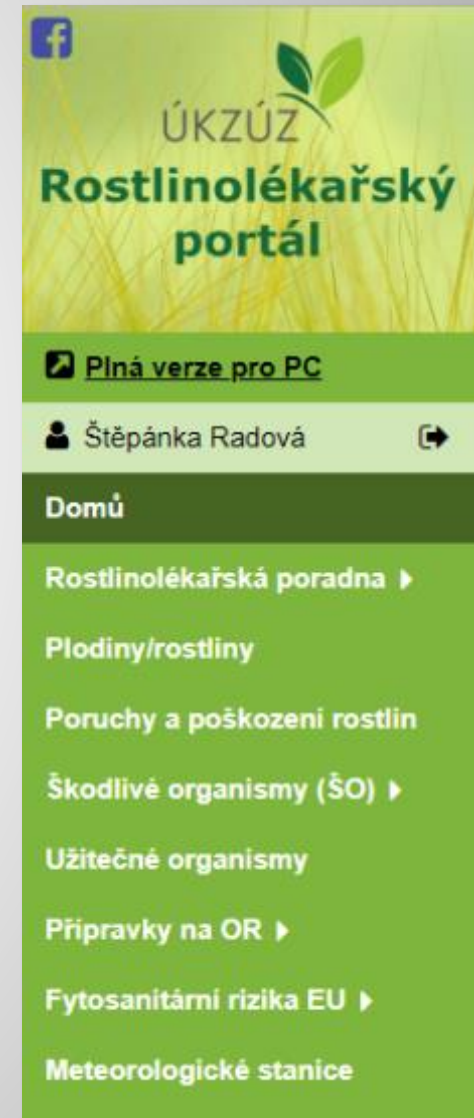 ÚKZÚZ
Rostlinolékařský
portál
Plná verze pro PC
Štěpánka Radová
Domů
Rostlinolékařská poradna
Plodiny/rostliny
Poruchy a poškození rostlin
Škodlivé organismy (ŠO)
Užitečné organismy
Přípravky na OR
Fytosanitární rizika EU
Meteorologické stanice